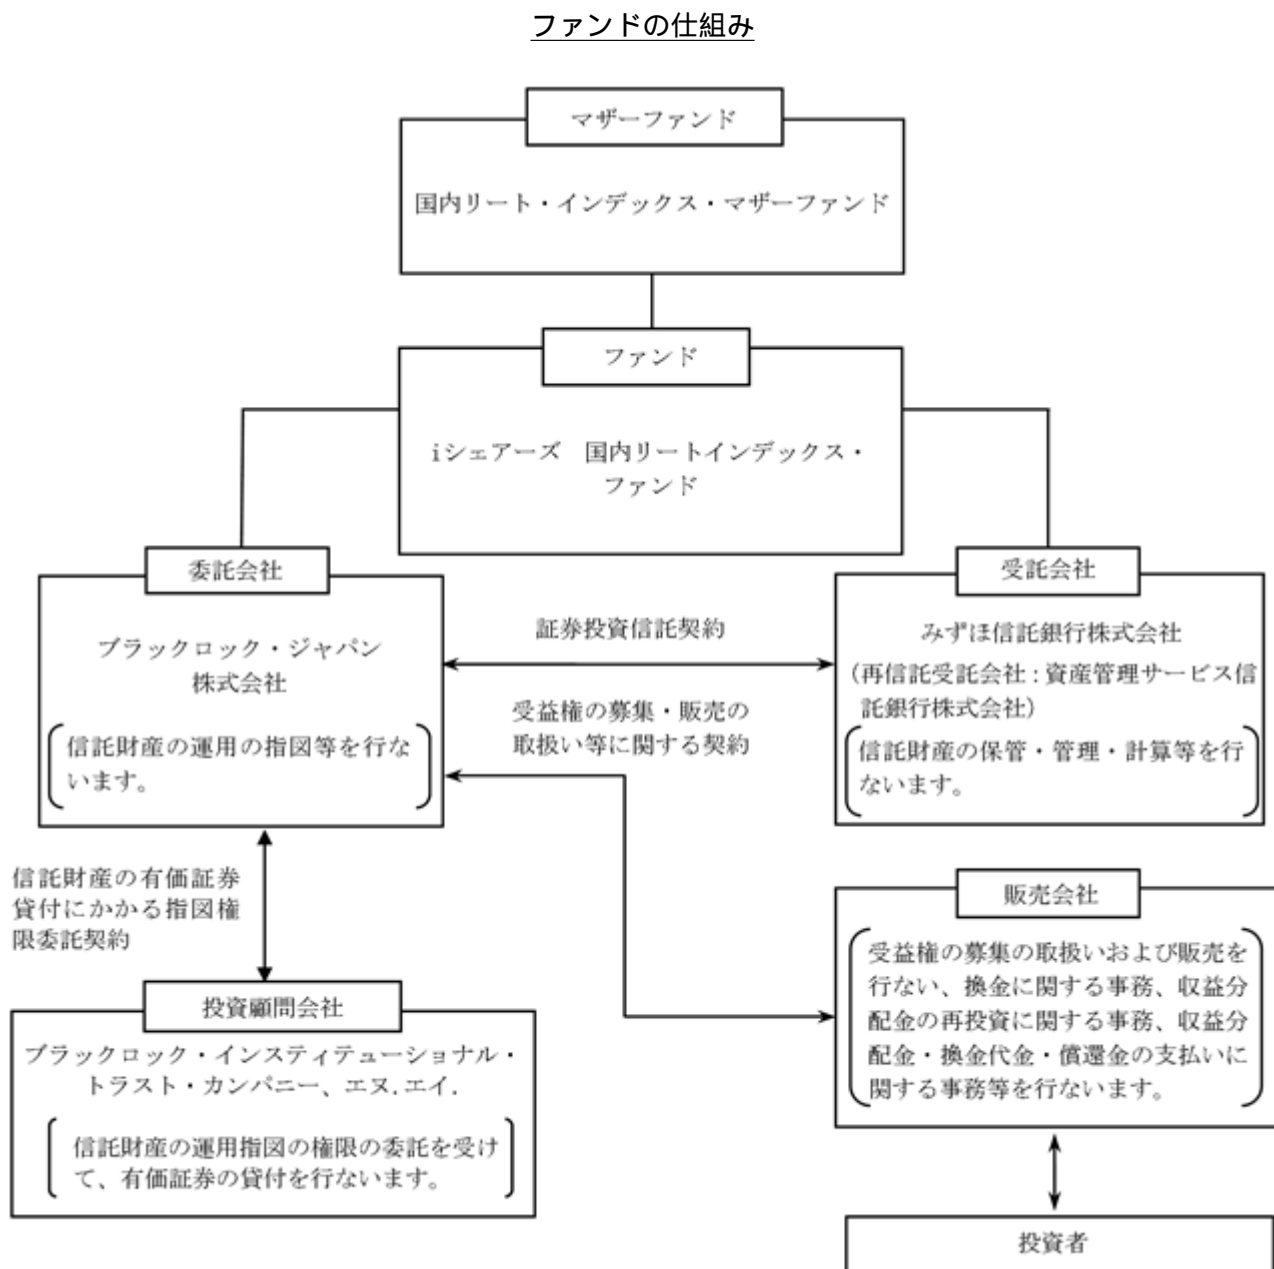 ファンドの仕組み
マザーファンド
国内リート・インデックス・マザーファンド
ファンド
iシェアーズ　国内リートインデックス・
ファンド
委託会社
ブラックロック・ジャパン
株式会社
信託財産の運用の指図等を行な
います。
証券投資信託契約
受益権の募集・販売の
取扱い等に関する契約
受託会社
みずほ信託銀行株式会社
(再信託受託会社：資産管理サービス信
託銀行株式会社)
信託財産の保管・管理・計算等を行
ないます。
信託財産の有価証券
貸付にかかる指図権
限委託契約
投資顧問会社
ブラックロック・インスティテューショナル・
トラスト・カンパニー、エヌ.エイ.
信託財産の運用指図の権限の委託を受け
て、有価証券の貸付を行ないます。
販売会社
受益権の募集の取扱いおよび販売を
行ない、換金に関する事務、収益分
配金の再投資に関する事務、収益分
配金・換金代金・償還金の支払いに
関する事務等を行ないます。
投資者